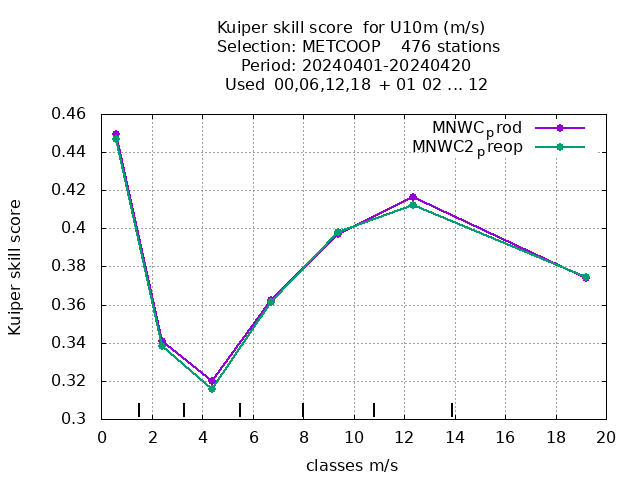 Kuiper skill score  for U10m (m/s)
Selection: METCOOP    476 stations
Period: 20240401-20240420
Used  00,06,12,18  + 01 02 ... 12
MNWCprod
MNWC2preop
0.46
0.44
0.42
0.4
0.38
0.36
0.34
0.32
0.3
Kuiper skill score
0 2 4 6 8 10 12 14 16 18 20
classes m/s